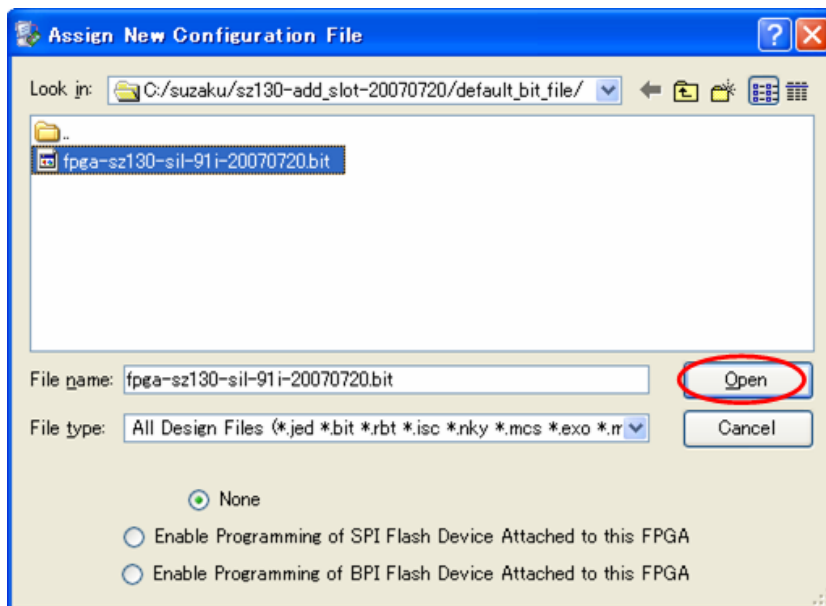 Assign New Configuration File
Look in: C:/suzaku/sz130-add_slot-20070720/default_bit_file/
..
fpga-sz130-sil-91i-20070720.bit
File name: fpga-sz130-sil-91i-20070720.bit Open
File type: All Design Files (*.jed *.bit *.rbt *.isc *.nky *.mcs *.exo *.m Cancel
None
Enable Programming of SPI Flash Device Attached to this FPGA
Enable Programming of BPI Flash Device Attached to this FPGA